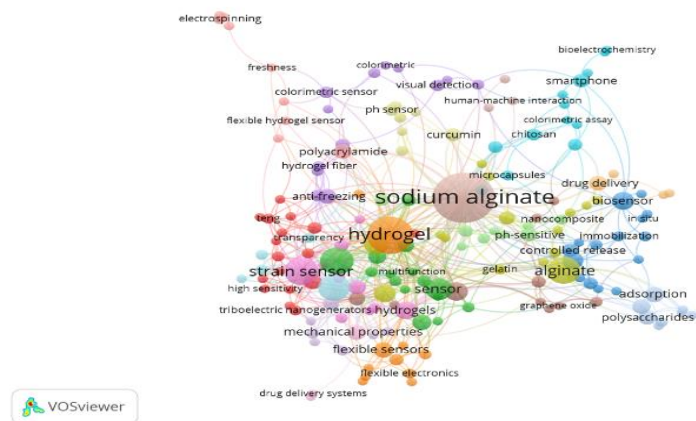 electrospinning
bioelectrochemistry
freshness
colorimetric
smartphone
visual detection
colorimetric sensor
human-machine interaction
ph sensor
flexible hydrogel sensor
colorimetric assay
curcumin
chitosan
polyacrylamide
hydrogel fiber
microcapsules
drug delivery
anti-freezing
sodium alginate
biosensor
teng
nanocomposite
in situ
transparency
hydrogel
ph-sensitive
immobilization
controlled release
strain sensor
multifunction
gelatin
alginate
high sensitivity
sensor
adsorption
triboelectric nanogenerators
hydrogels
graphene oxide
polysaccharides
mechanical properties
flexible sensors
flexible electronics
drug delivery systems
VOSviewer